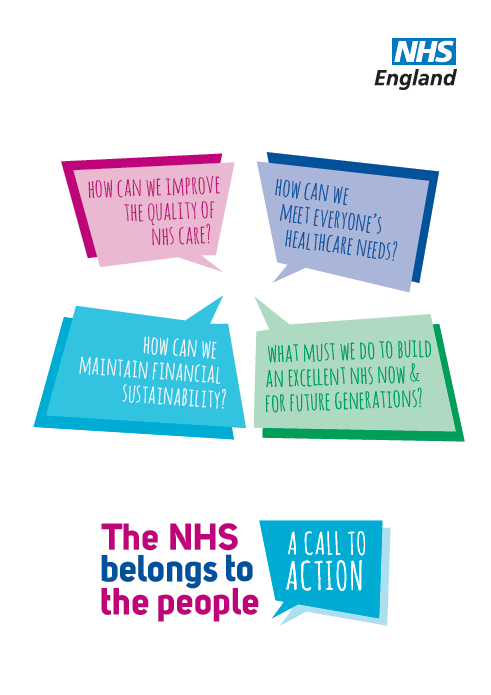 NHS
England
HOW CAN WE IMPROVE
THE QUALITY OF
NHS CARE?
HOW CAN WE
MEET EVERYONE'S
HEALTHCARE NEEDS?
HOW CAN WE
MAINTAIN FINANCIAL
SUSTAINABILITY?
WHAT MUST WE DO TO BUILD
AN EXCELLENT NHS NOW &
FOR FUTURE GENERATIONS?
The NHS
belongs to
the people
A CALL TO
ACTION